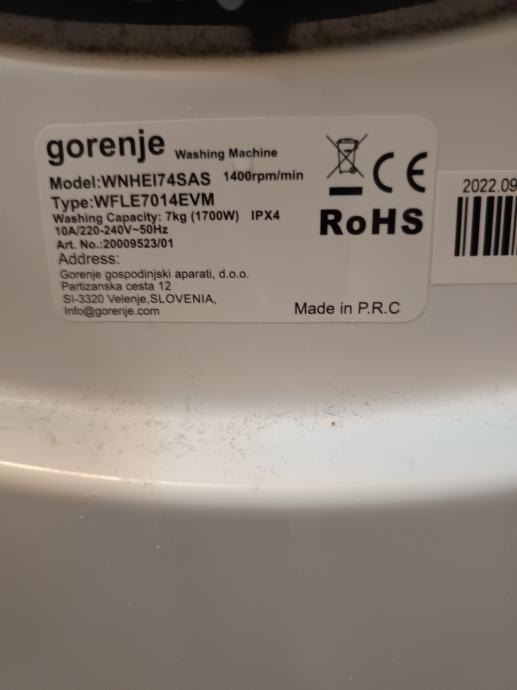 gorenje Washing Machine
Model:WNHEI74SAS 1400rpm/min
Type:WFLE7014EVM
Washing Capacity: 7kg (1700W) IPX4
10A/220-240V~50Hz
Art. No.:20009523/01
Address:
Gorenje gospodinjski aparati, d.o.o.
Partizanska cesta 12
SI-3320 Velenje,SLOVENIA,
Info@gorenje.com
Made in P.R.C
CE
RoHS
2022.09